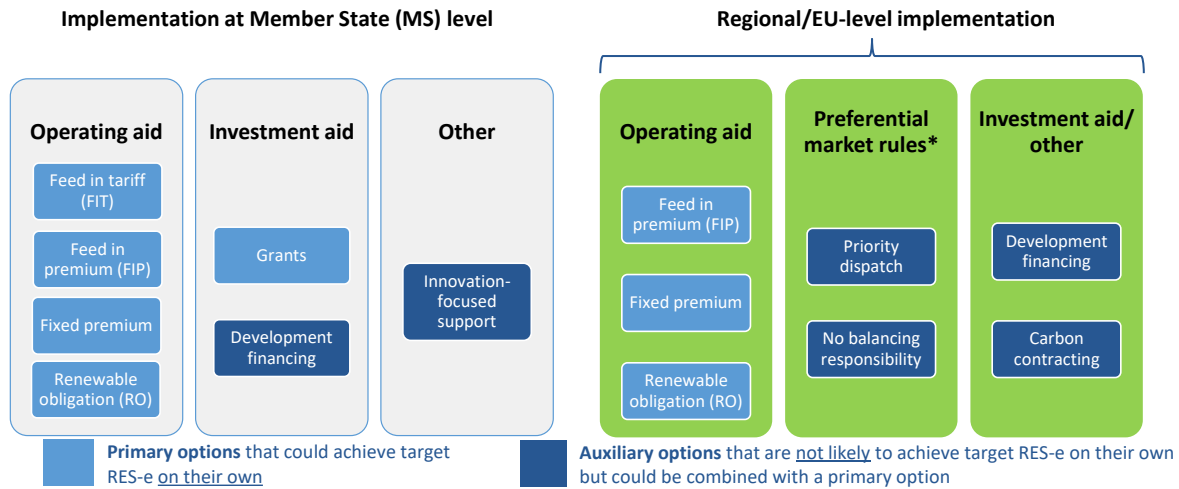 Implementation at Member State (MS) level
Operating aid
Feed in tariff
(FIT)
Feed in
premium (FIP)
Fixed premium
Renewable
obligation (RO)
Investment aid
Grants
Development
financing
Other
Innovation-
focused
support
Regional/EU-level implementation
Operating aid
Feed in
premium (FIP)
Fixed premium
Renewable
obligation (RO)
Preferential
market rules*
Priority
dispatch
No balancing
responsibility
Investment aid/
other
Development
financing
Carbon
contracting
Primary options that could achieve target
RES-e on their own
Auxiliary options that are not likely to achieve target RES-e on their own
but could be combined with a primary option